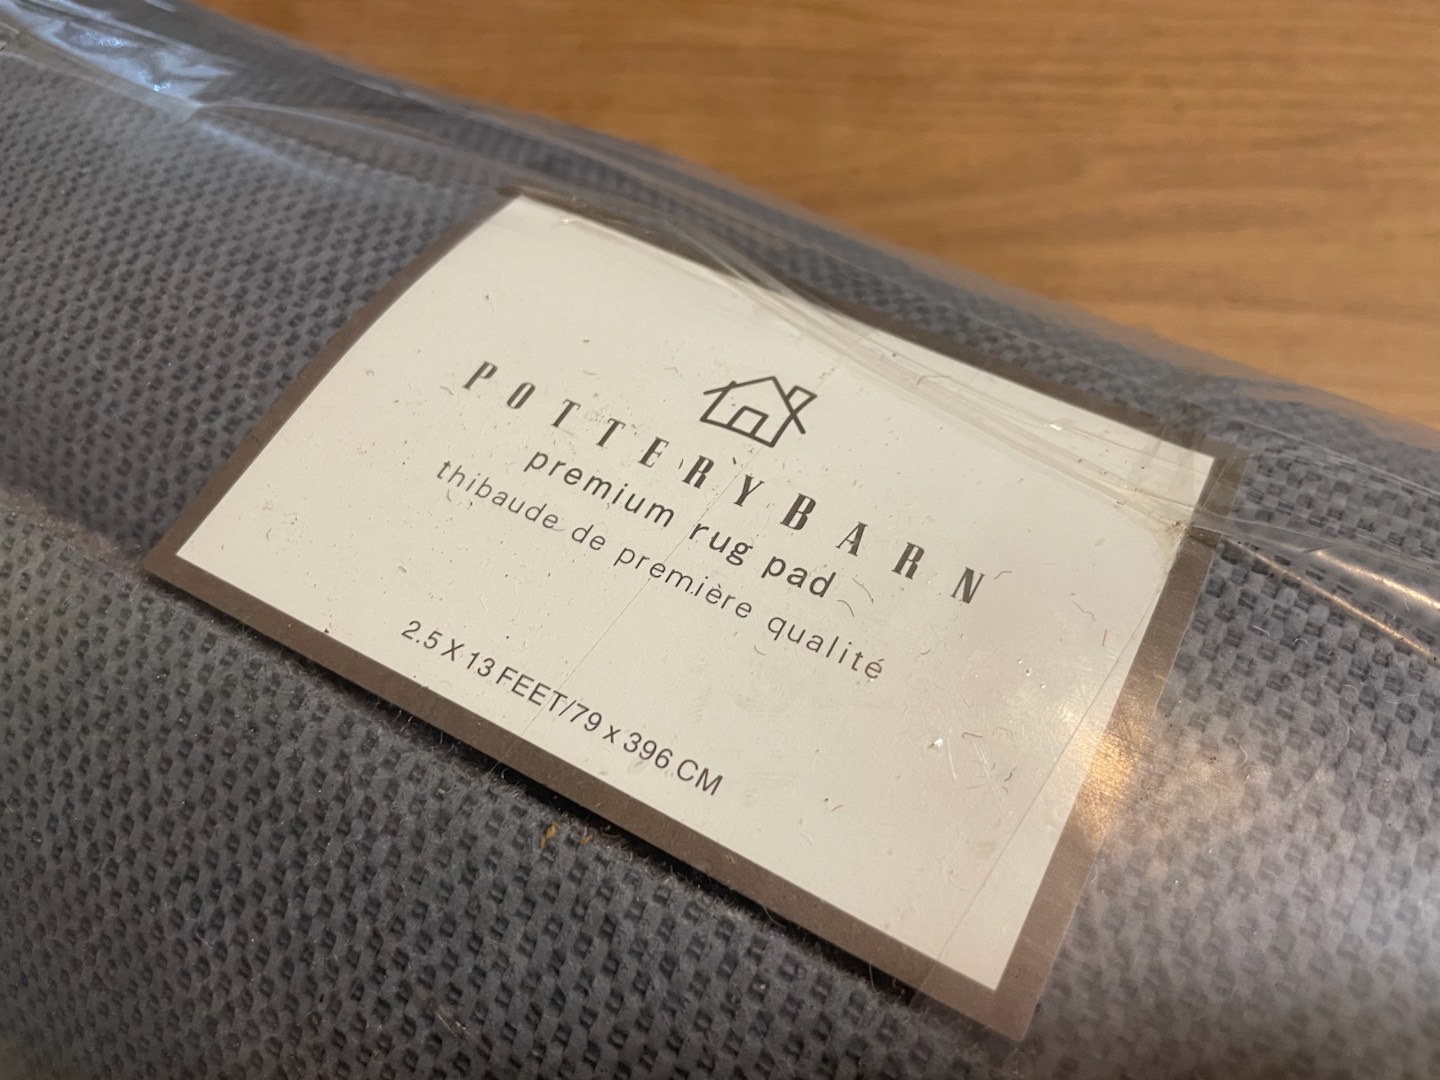 POTTERYBARN
premium rug pad
thibaude de première qualité
2.5 X 13 FEET/79 x 396 CM